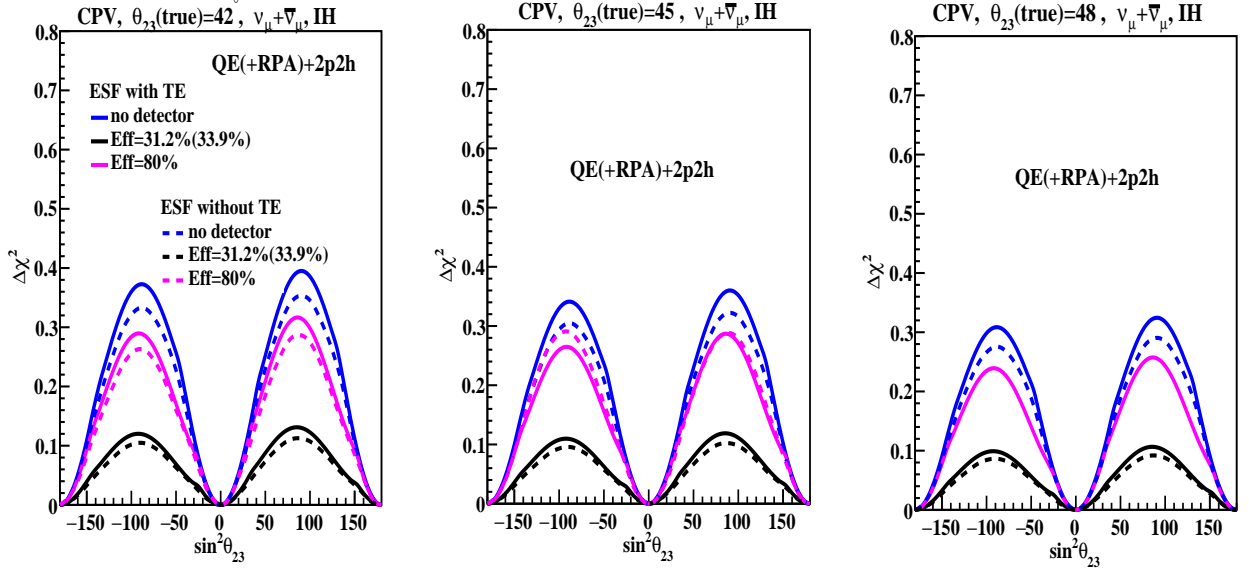 CPV, θ₂₃(true)=42°, ν_μ+ν̅_μ, IH
QE(+RPA)+2p2h
ESF with TE
no detector
Eff=31.2%(33.9%)
Eff=80%
ESF without TE
no detector
Eff=31.2%(33.9%)
Eff=80%
Δχ²
0.8
0.7
0.6
0.5
0.4
0.3
0.2
0.1
0
−150 −100 −50 0 50 100 150
sin²θ₂₃
CPV, θ₂₃(true)=45 , ν_μ+ν̅_μ, IH
QE(+RPA)+2p2h
Δχ²
0.8
0.7
0.6
0.5
0.4
0.3
0.2
0.1
0
−150 −100 −50 0 50 100 150
sin²θ₂₃
CPV, θ₂₃(true)=48 , ν_μ+ν̅_μ, IH
QE(+RPA)+2p2h
Δχ²
0.8
0.7
0.6
0.5
0.4
0.3
0.2
0.1
0
−150 −100 −50 0 50 100 150
sin²θ₂₃